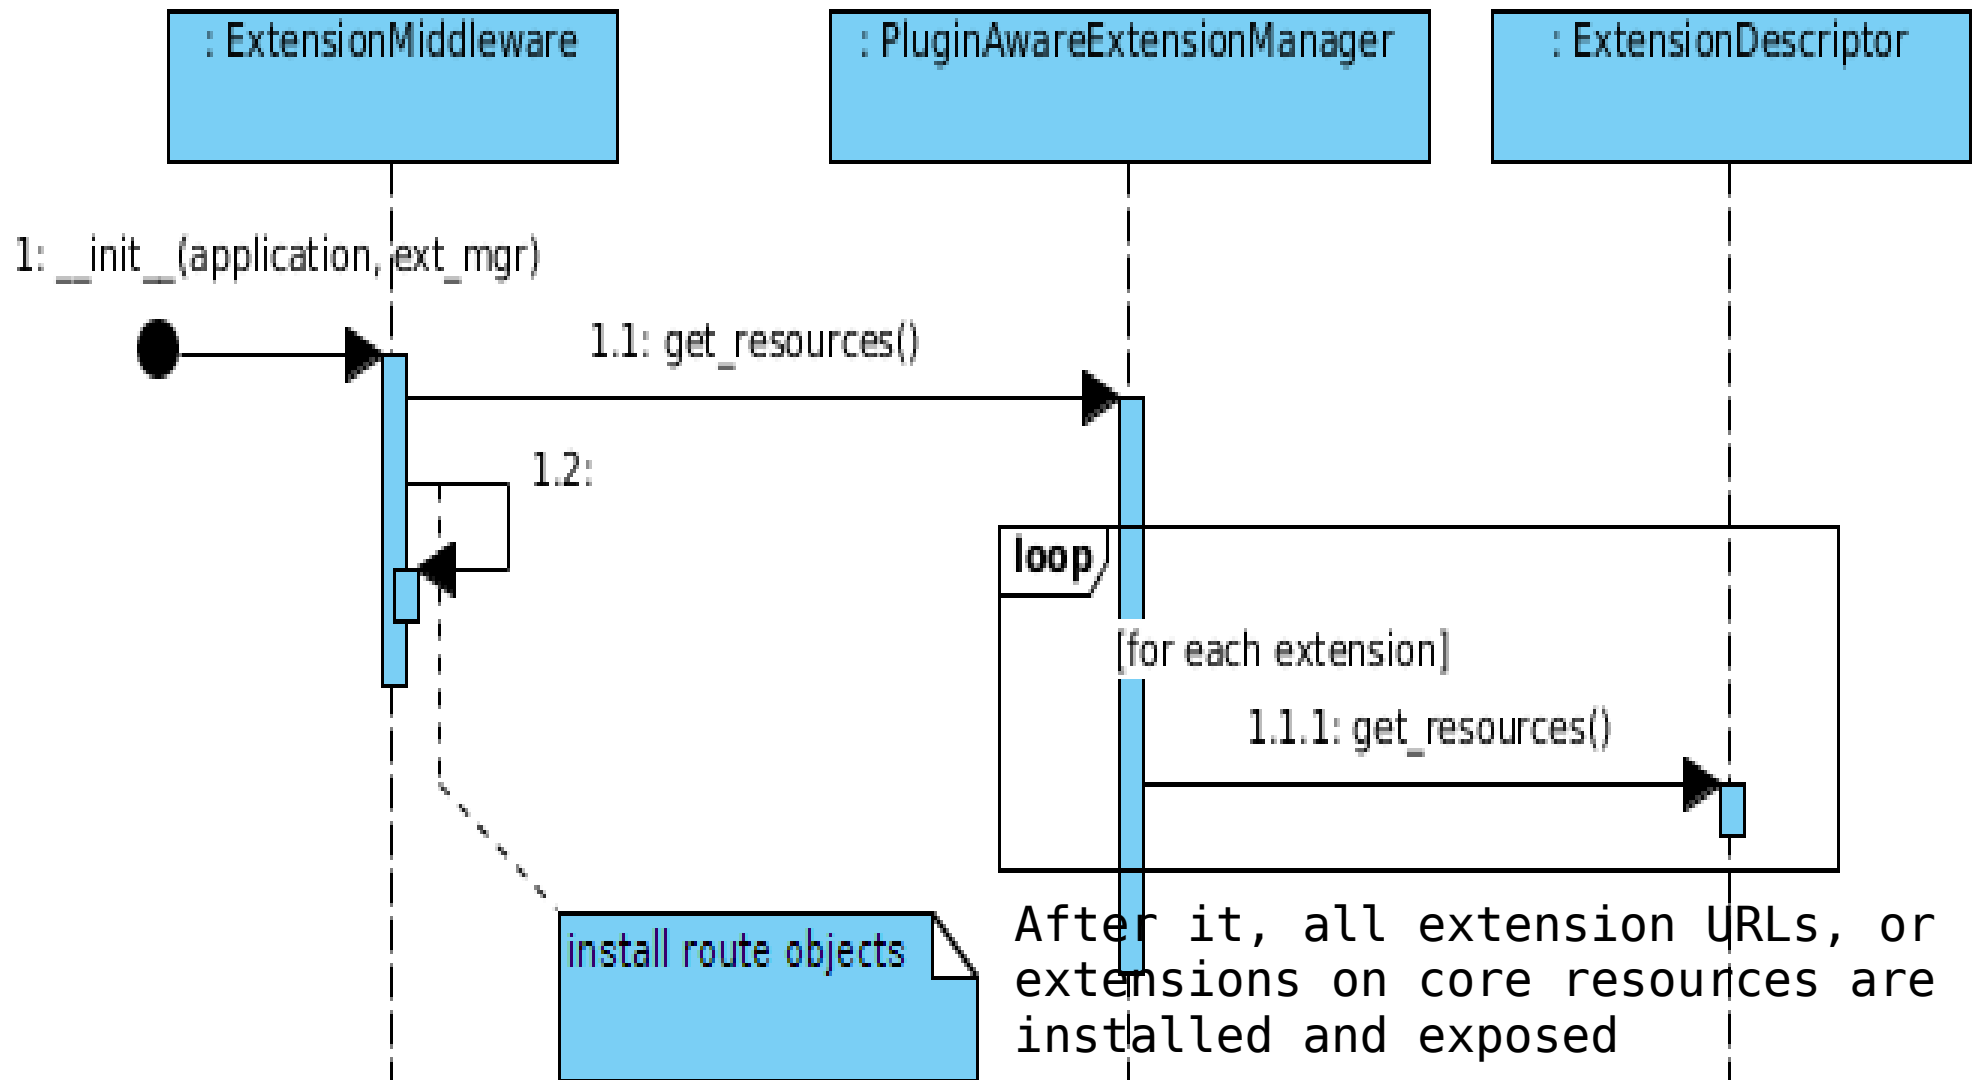 : ExtensionMiddleware
: PluginAwareExtensionManager
: ExtensionDescriptor
1: __init__(application, ext_mgr)
1.1: get_resources()
1.2:
loop
[for each extension]
1.1.1: get_resources()
install route objects
After it, all extension URLs, or
extensions on core resources are
installed and exposed